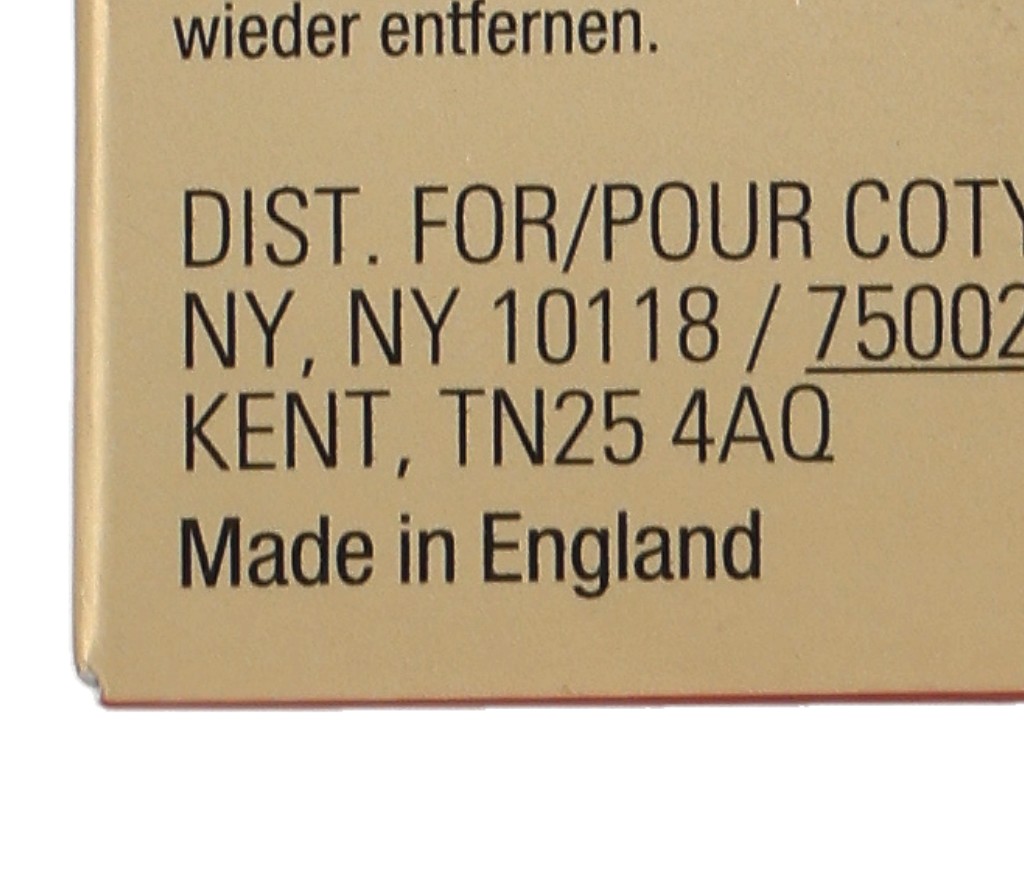 wieder entfernen.
DIST. FOR/POUR COTY
NY, NY 10118 / 75002
KENT, TN25 4AQ
Made in England